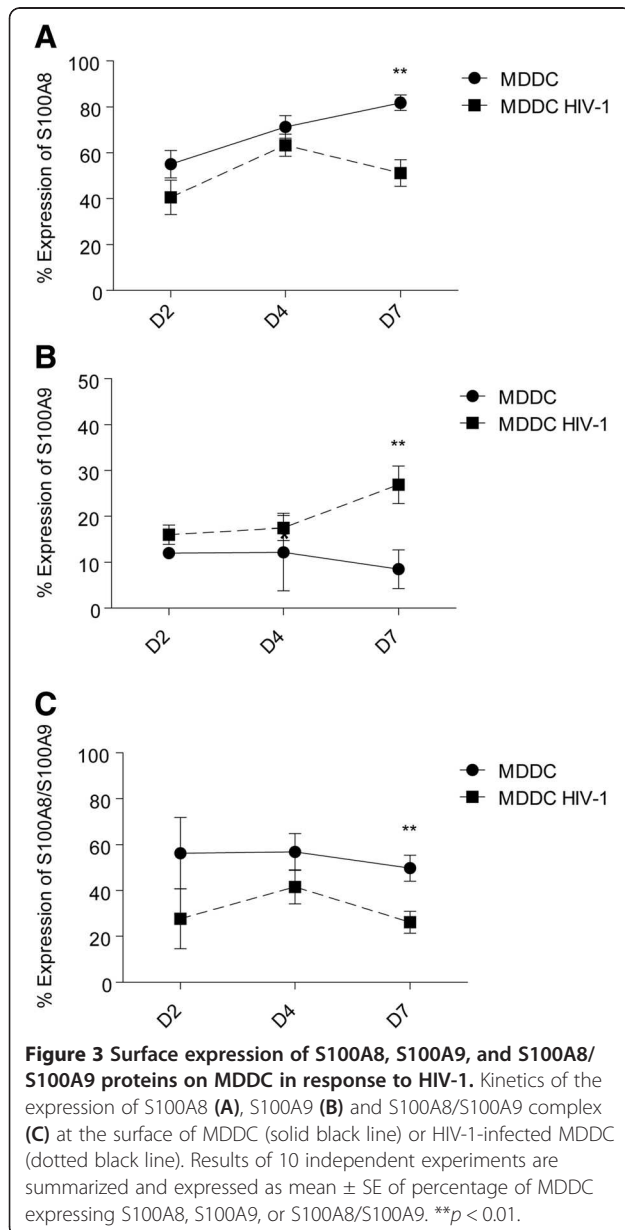 A
% Expression of S100A8
100
80
60
40
20
0
**
MDDC
MDDC HIV-1
D2
D4
D7
B
% Expression of S100A9
50
40
30
20
10
0
**
*
MDDC
MDDC HIV-1
D2
D4
D7
C
% Expression of S100A8/S100A9
100
80
60
40
20
0
**
MDDC
MDDC HIV-1
D2
D4
D7
Figure 3 Surface expression of S100A8, S100A9, and S100A8/
S100A9 proteins on MDDC in response to HIV-1. Kinetics of the
expression of S100A8 (A), S100A9 (B) and S100A8/S100A9 complex
(C) at the surface of MDDC (solid black line) or HIV-1-infected MDDC
(dotted black line). Results of 10 independent experiments are
summarized and expressed as mean ± SE of percentage of MDDC
expressing S100A8, S100A9, or S100A8/S100A9. **p < 0.01.